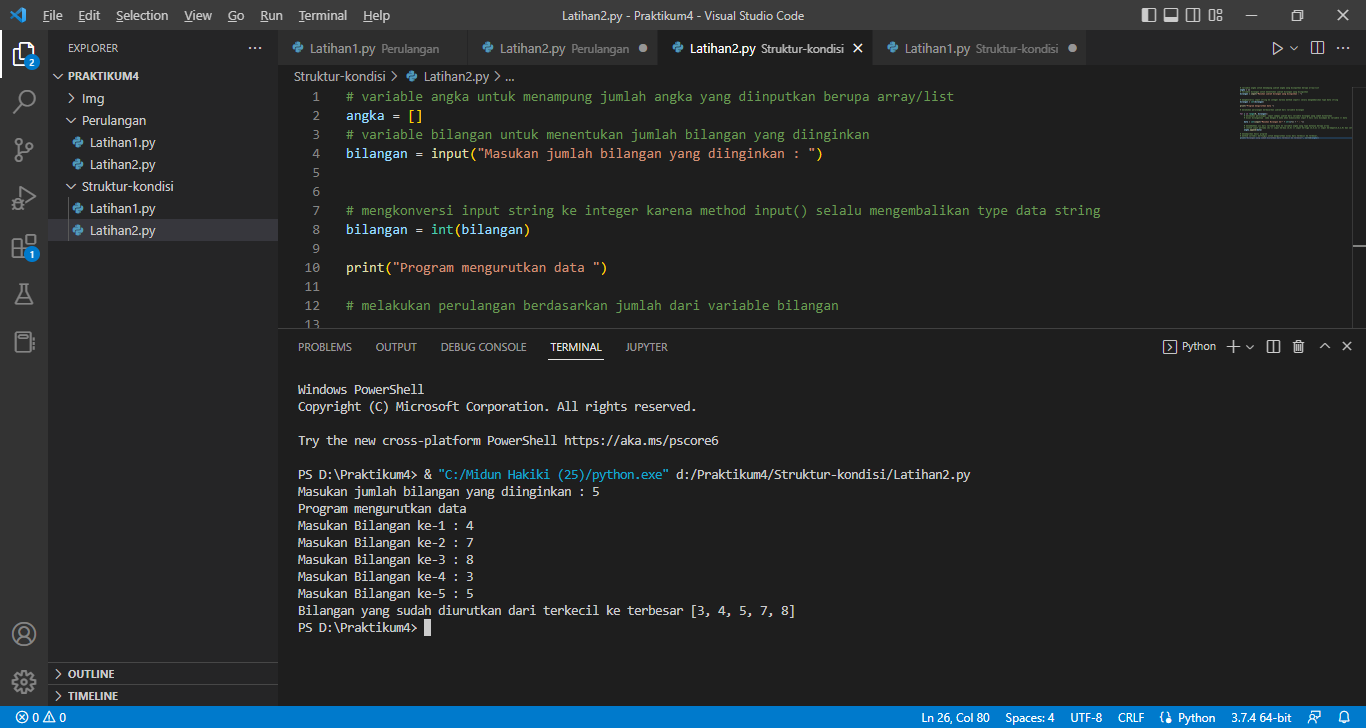 File Edit Selection View Go Run Terminal Help Latihan2.py - Praktikum4 - Visual Studio Code
EXPLORER
2
1
PRAKTIKUM4
Img
Perulangan
Latihan1.py
Latihan2.py
Struktur-kondisi
Latihan1.py
Latihan2.py
OUTLINE
TIMELINE
Latihan1.py Perulangan Latihan2.py Perulangan Latihan2.py Struktur-kondisi Latihan1.py Struktur-kondisi
Struktur-kondisi > Latihan2.py > ...
1 # variable angka untuk menampung jumlah angka yang diinputkan berupa array/list
2 angka = []
3 # variable bilangan untuk menentukan jumlah bilangan yang diinginkan
4 bilangan = input("Masukan jumlah bilangan yang diinginkan : ")
5
6
7 # mengkonversi input string ke integer karena method input() selalu mengembalikan type data string
8 bilangan = int(bilangan)
9
10 print("Program mengurutkan data ")
11
12 # melakukan perulangan berdasarkan jumlah dari variable bilangan
13
PROBLEMS OUTPUT DEBUG CONSOLE TERMINAL JUPYTER Python
Windows PowerShell
Copyright (C) Microsoft Corporation. All rights reserved.
Try the new cross-platform PowerShell https://aka.ms/pscore6
PS D:\Praktikum4> & "C:/Midun Hakiki (25)/python.exe" d:/Praktikum4/Struktur-kondisi/Latihan2.py
Masukan jumlah bilangan yang diinginkan : 5
Program mengurutkan data
Masukan Bilangan ke-1 : 4
Masukan Bilangan ke-2 : 7
Masukan Bilangan ke-3 : 8
Masukan Bilangan ke-4 : 3
Masukan Bilangan ke-5 : 5
Bilangan yang sudah diurutkan dari terkecil ke terbesar [3, 4, 5, 7, 8]
PS D:\Praktikum4>
0 0 Ln 26, Col 80 Spaces: 4 UTF-8 CRLF Python 3.7.4 64-bit